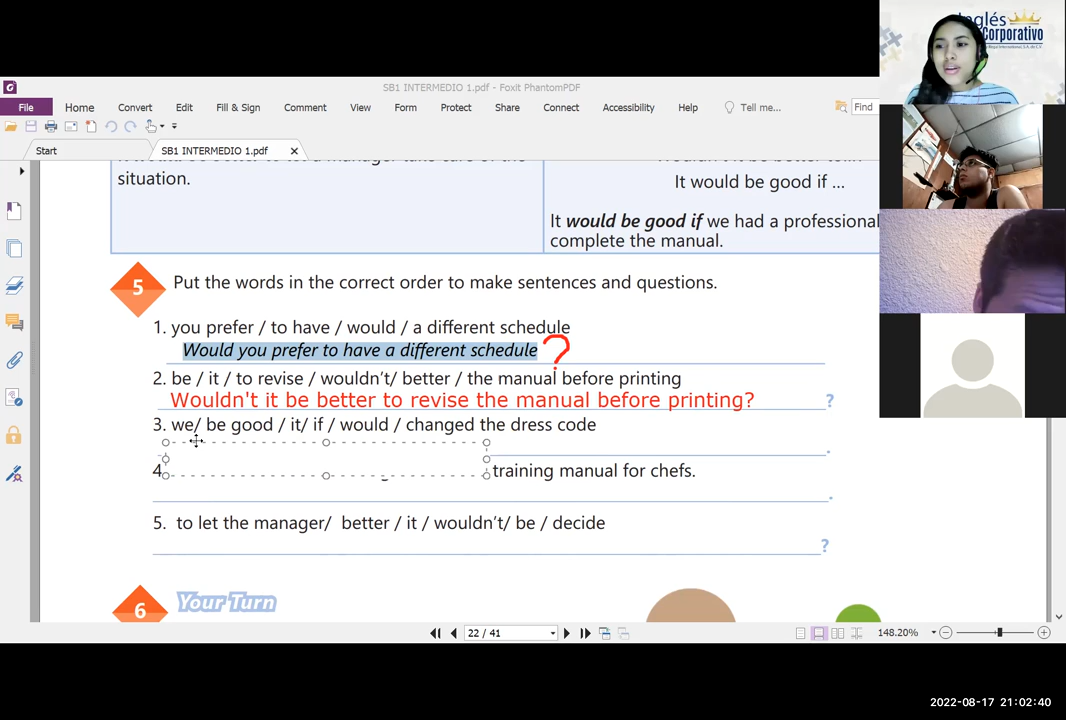 Inglés
Corporativo
SB1 INTERMEDIO 1.pdf - Foxit PhantomPDF
File Home Convert Edit Fill & Sign Comment View Form Protect Share Connect Accessibility Help Tell me... Find
Start SB1 INTERMEDIO 1.pdf
situation.
It would be good if ...
It would be good if we had a professional
complete the manual.
5 Put the words in the correct order to make sentences and questions.
1. you prefer / to have / would / a different schedule
Would you prefer to have a different schedule ?
2. be / it / to revise / wouldn't/ better / the manual before printing
Wouldn't it be better to revise the manual before printing? ?
3. we/ be good / it/ if / would / changed the dress code
.
4 training manual for chefs.
.
5. to let the manager/ better / it / wouldn't/ be / decide
?
6 Your Turn
22 / 41 148.20%
2022-08-17 21:02:40